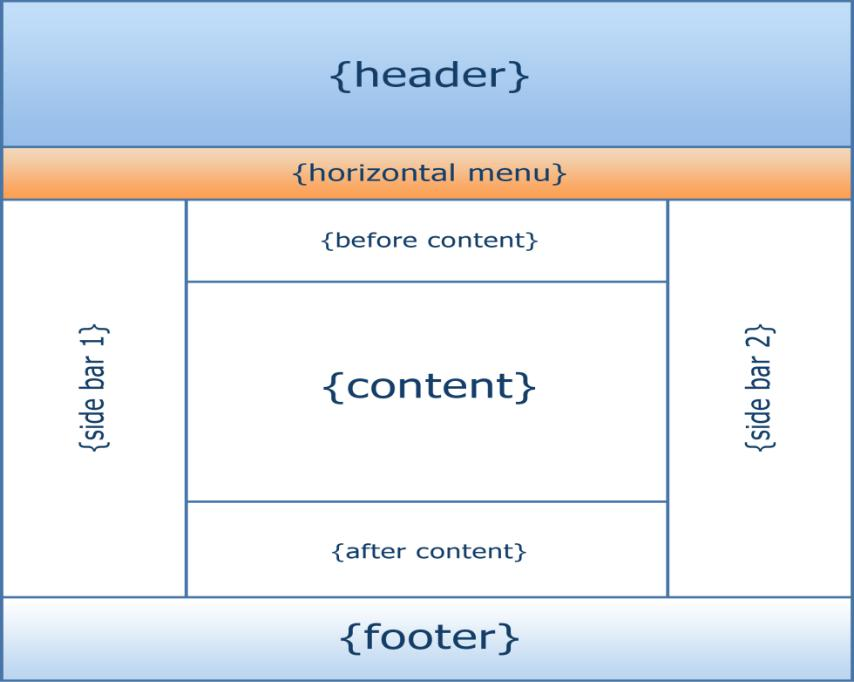 {header}
{horizontal menu}
{side bar 1}
{before content}
{content}
{after content}
{side bar 2}
{footer}